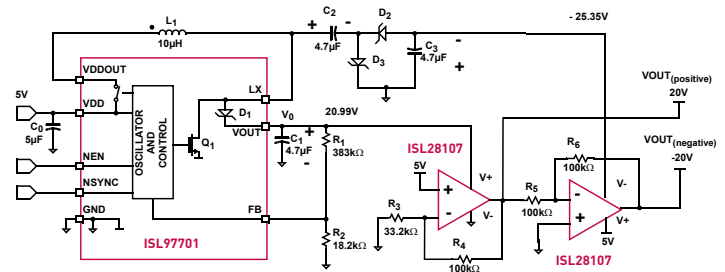 L1
10µH
C2
4.7µF
D2
D3
C3
4.7µF
- 25.35V
VDDOUT
5V
VDD
C0
5µF
NEN
NSYNC
GND
OSCILLATOR
AND
CONTROL
Q1
D1
LX
V0
VOUT
FB
ISL97701
20.99V
C1
4.7µF
R1
383kΩ
R2
18.2kΩ
R3
33.2kΩ
5V
+
-
V+
V-
ISL28107
R4
100kΩ
R5
100kΩ
R6
100kΩ
-
+
V-
V+
5V
ISL28107
VOUT(positive)
20V
VOUT(negative)
-20V